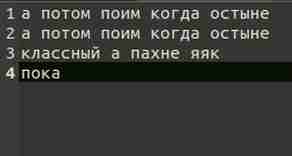 1 а потом поим когда остыне
2 а потом поим когда остыне
3 классный а пахне яяк
4 пока